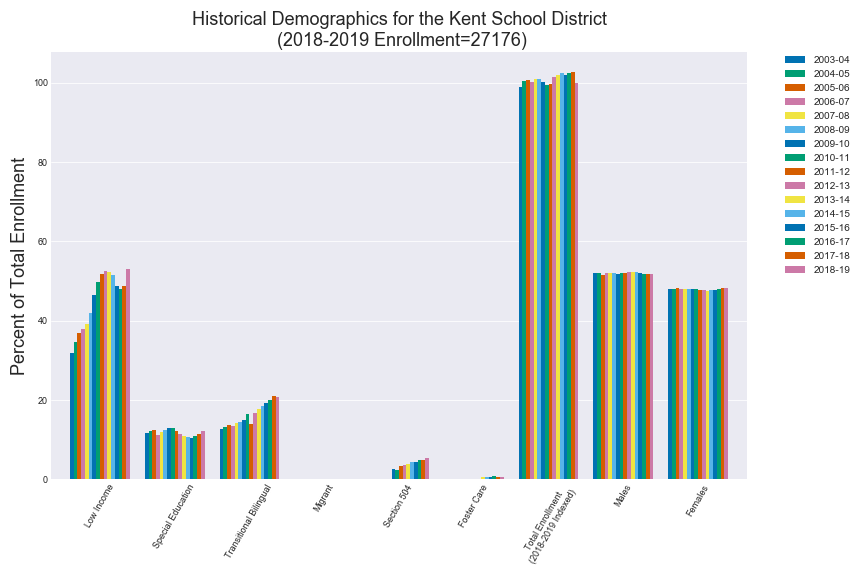 Historical Demographics for the Kent School District
(2018-2019 Enrollment=27176)
Percent of Total Enrollment
100
80
60
40
20
0
Low Income
Special Education
Transitional Bilingual
Migrant
Section 504
Foster Care
Total Enrollment
(2018-2019 Indexed)
Males
Females
2003-04
2004-05
2005-06
2006-07
2007-08
2008-09
2009-10
2010-11
2011-12
2012-13
2013-14
2014-15
2015-16
2016-17
2017-18
2018-19